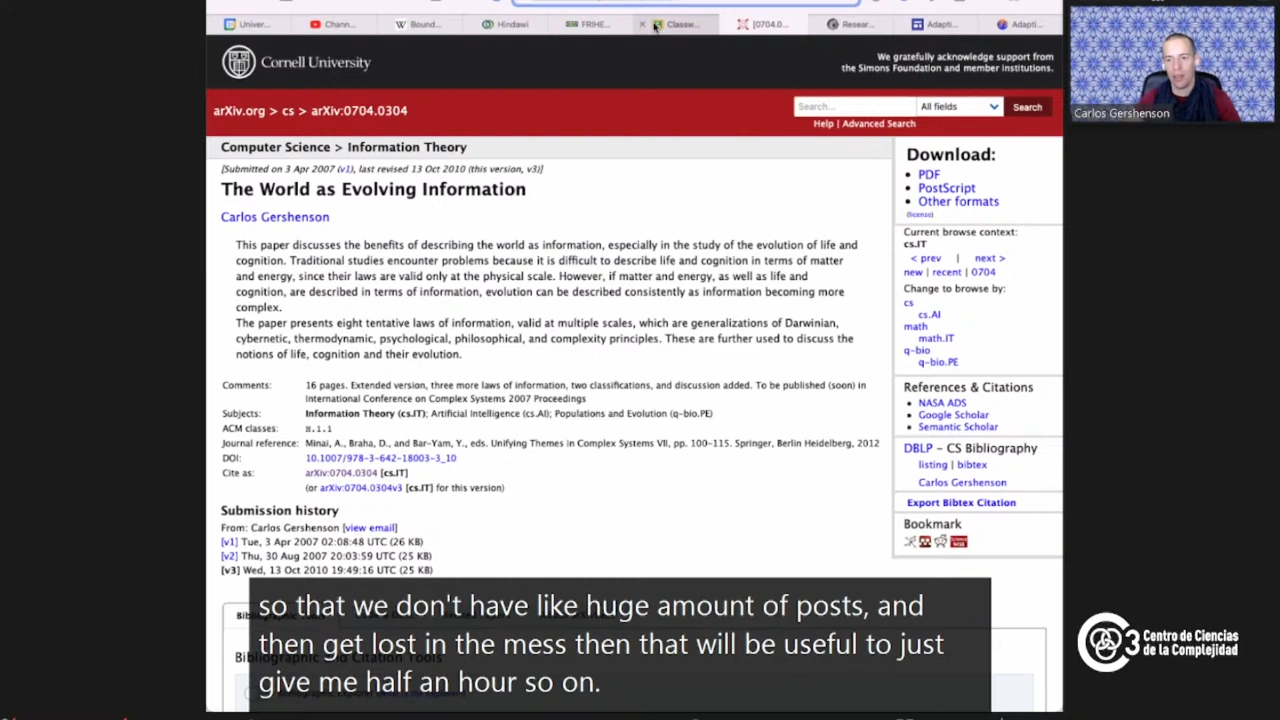 Univer...
Chann...
Bound...
Hindawi
FRIHE...
Classw...
[0704.0...
Resear...
Adapti...
Adapti...
Cornell University
We gratefully acknowledge support from
the Simons Foundation and member institutions.
arXiv.org > cs > arXiv:0704.0304
Search...
All fields
Search
Help | Advanced Search
Carlos Gershenson
Computer Science > Information Theory
[Submitted on 3 Apr 2007 (v1), last revised 13 Oct 2010 (this version, v3)]
The World as Evolving Information
Carlos Gershenson
This paper discusses the benefits of describing the world as information, especially in the study of the evolution of life and
cognition. Traditional studies encounter problems because it is difficult to describe life and cognition in terms of matter
and energy, since their laws are valid only at the physical scale. However, if matter and energy, as well as life and
cognition, are described in terms of information, evolution can be described consistently as information becoming more
complex.
The paper presents eight tentative laws of information, valid at multiple scales, which are generalizations of Darwinian,
cybernetic, thermodynamic, psychological, philosophical, and complexity principles. These are further used to discuss the
notions of life, cognition and their evolution.
Comments: 16 pages. Extended version, three more laws of information, two classifications, and discussion added. To be published (soon) in
International Conference on Complex Systems 2007 Proceedings
Subjects: Information Theory (cs.IT); Artificial Intelligence (cs.AI); Populations and Evolution (q-bio.PE)
ACM classes: H.1.1
Journal reference: Minai, A., Braha, D., and Bar-Yam, Y., eds. Unifying Themes in Complex Systems VII, pp. 100-115. Springer, Berlin Heidelberg, 2012
DOI: 10.1007/978-3-642-18003-3_10
Cite as: arXiv:0704.0304 [cs.IT]
(or arXiv:0704.0304v3 [cs.IT] for this version)
Submission history
From: Carlos Gershenson [view email]
[v1] Tue, 3 Apr 2007 02:08:48 UTC (26 KB)
[v2] Thu, 30 Aug 2007 20:03:59 UTC (25 KB)
[v3] Wed, 13 Oct 2010 19:49:16 UTC (25 KB)
Download:
PDF
PostScript
Other formats
(license)
Current browse context:
cs.IT
< prev | next >
new | recent | 0704
Change to browse by:
cs
cs.AI
math
math.IT
q-bio
q-bio.PE
References & Citations
NASA ADS
Google Scholar
Semantic Scholar
DBLP - CS Bibliography
listing | bibtex
Carlos Gershenson
Export Bibtex Citation
Bookmark
so that we don't have like huge amount of posts, and
then get lost in the mess then that will be useful to just
give me half an hour so on.
3 Centro de Ciencias
de la Complejidad